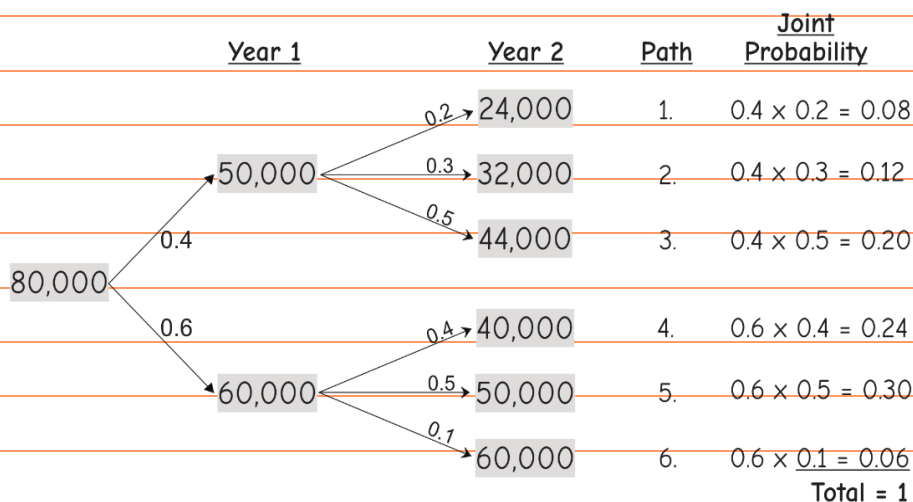 Joint
Year 1 Year 2 Path Probability
0.2 24,000 1. 0.4 x 0.2 = 0.08
50,000 0.3 32,000 2. 0.4 x 0.3 = 0.12
0.5
0.4 44,000 3. 0.4 x 0.5 = 0.20
80,000
0.6 0.4 40,000 4. 0.6 x 0.4 = 0.24
60,000 0.5 50,000 5. 0.6 x 0.5 = 0.30
0.1
60,000 6. 0.6 x 0.1 = 0.06
Total = 1